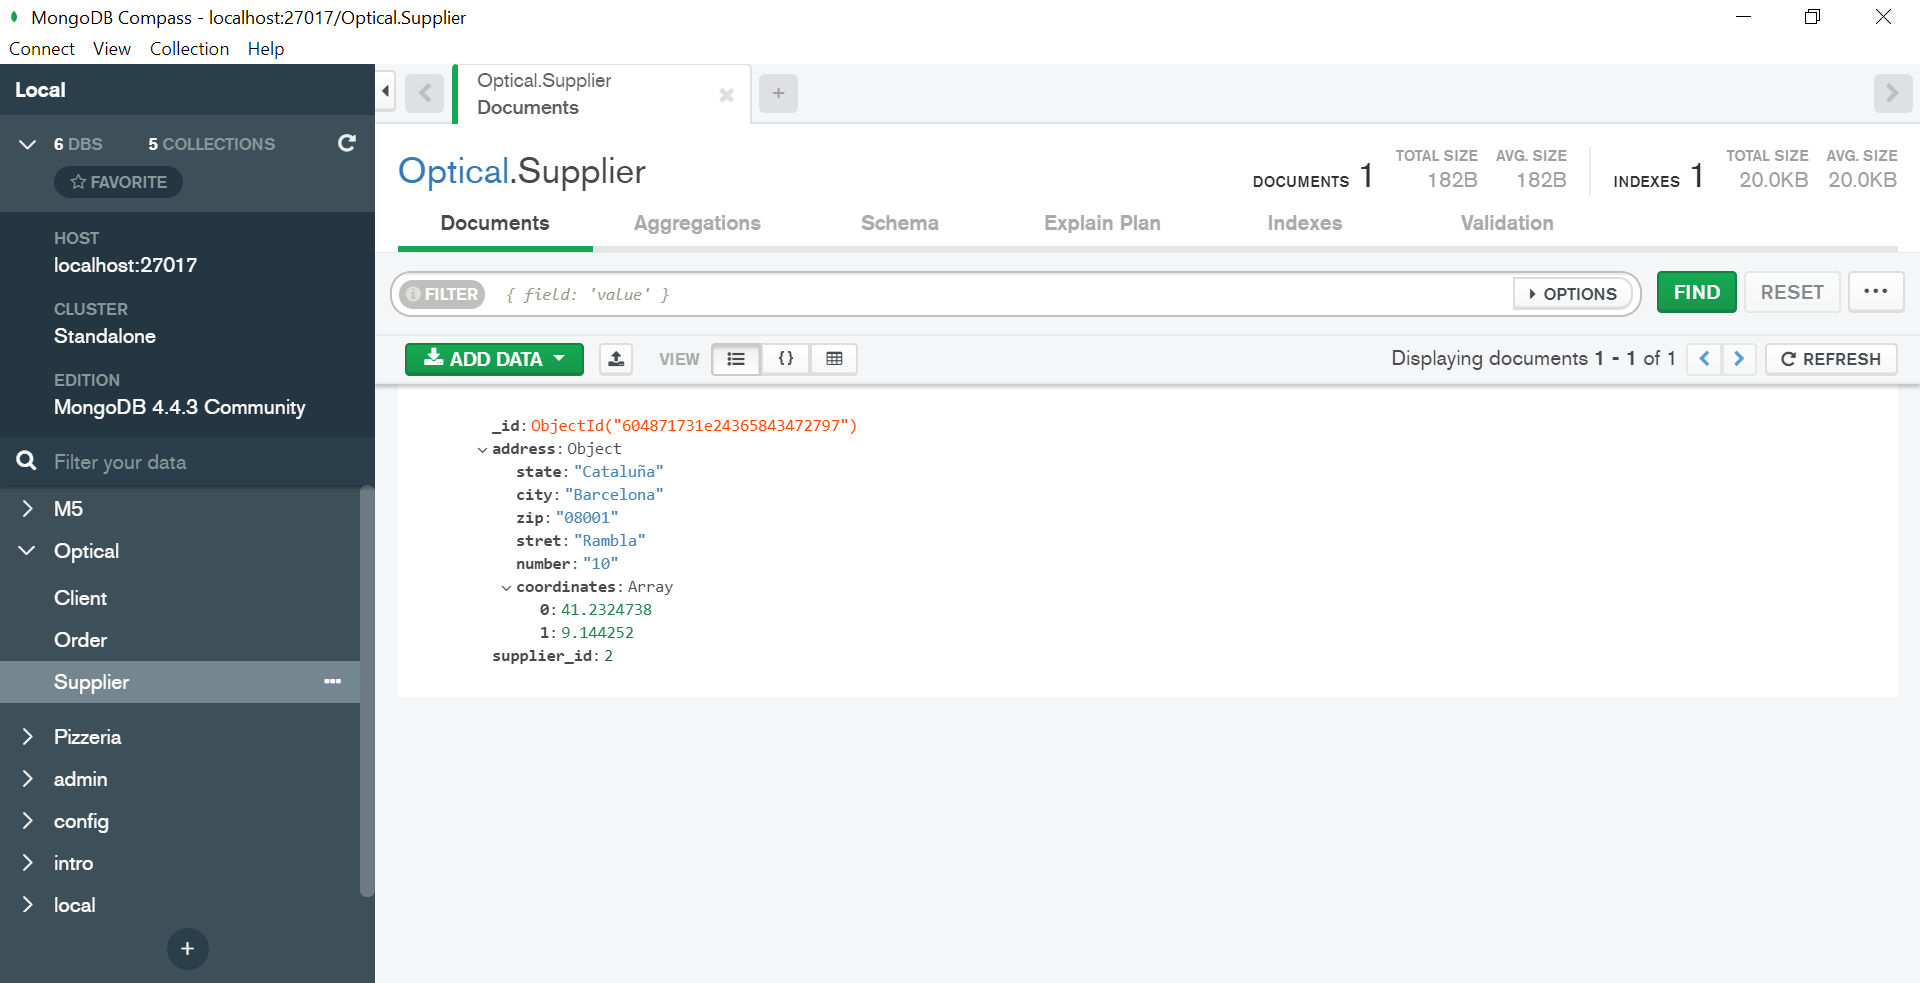 MongoDB Compass - localhost:27017/Optical.Supplier
Connect View Collection Help
Local
6 DBS 5 COLLECTIONS
FAVORITE
HOST
localhost:27017
CLUSTER
Standalone
EDITION
MongoDB 4.4.3 Community
Filter your data
M5
Optical
Client
Order
Supplier
Pizzeria
admin
config
intro
local
+
Optical.Supplier
Documents
+
Optical.Supplier
DOCUMENTS 1
TOTAL SIZE AVG. SIZE
182B 182B
INDEXES 1
TOTAL SIZE AVG. SIZE
20.0KB 20.0KB
Documents Aggregations Schema Explain Plan Indexes Validation
FILTER { field: 'value' } OPTIONS FIND RESET ...
ADD DATA VIEW {} Displaying documents 1 - 1 of 1 < > REFRESH
_id: ObjectId("604871731e24365843472797")
address: Object
state: "Cataluña"
city: "Barcelona"
zip: "08001"
stret: "Rambla"
number: "10"
coordinates: Array
0: 41.2324738
1: 9.144252
supplier_id: 2